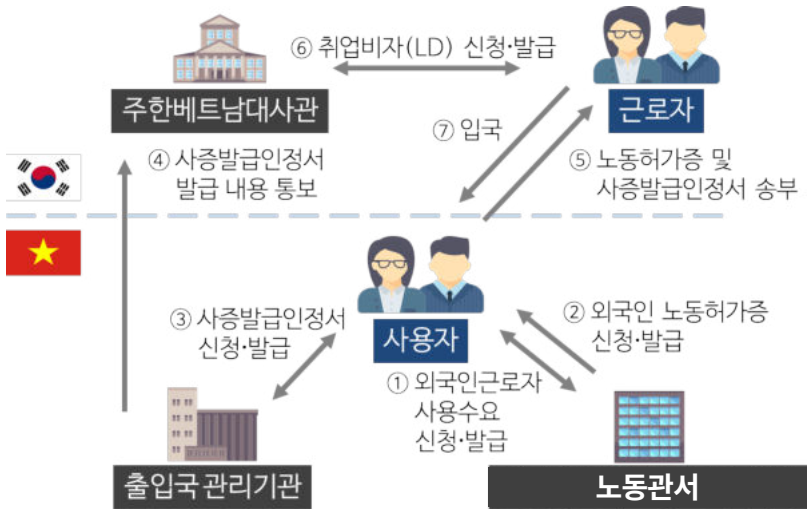 ⑥ 취업비자(LD) 신청·발급
주한베트남대사관
근로자
⑦ 입국
④ 사증발급인정서
발급 내용 통보
⑤ 노동허가증 및
사증발급인정서 송부
③ 사증발급인정서
신청·발급
사용자
② 외국인 노동허가증
신청·발급
① 외국인근로자
사용수요
신청·발급
출입국관리기관
노동관서